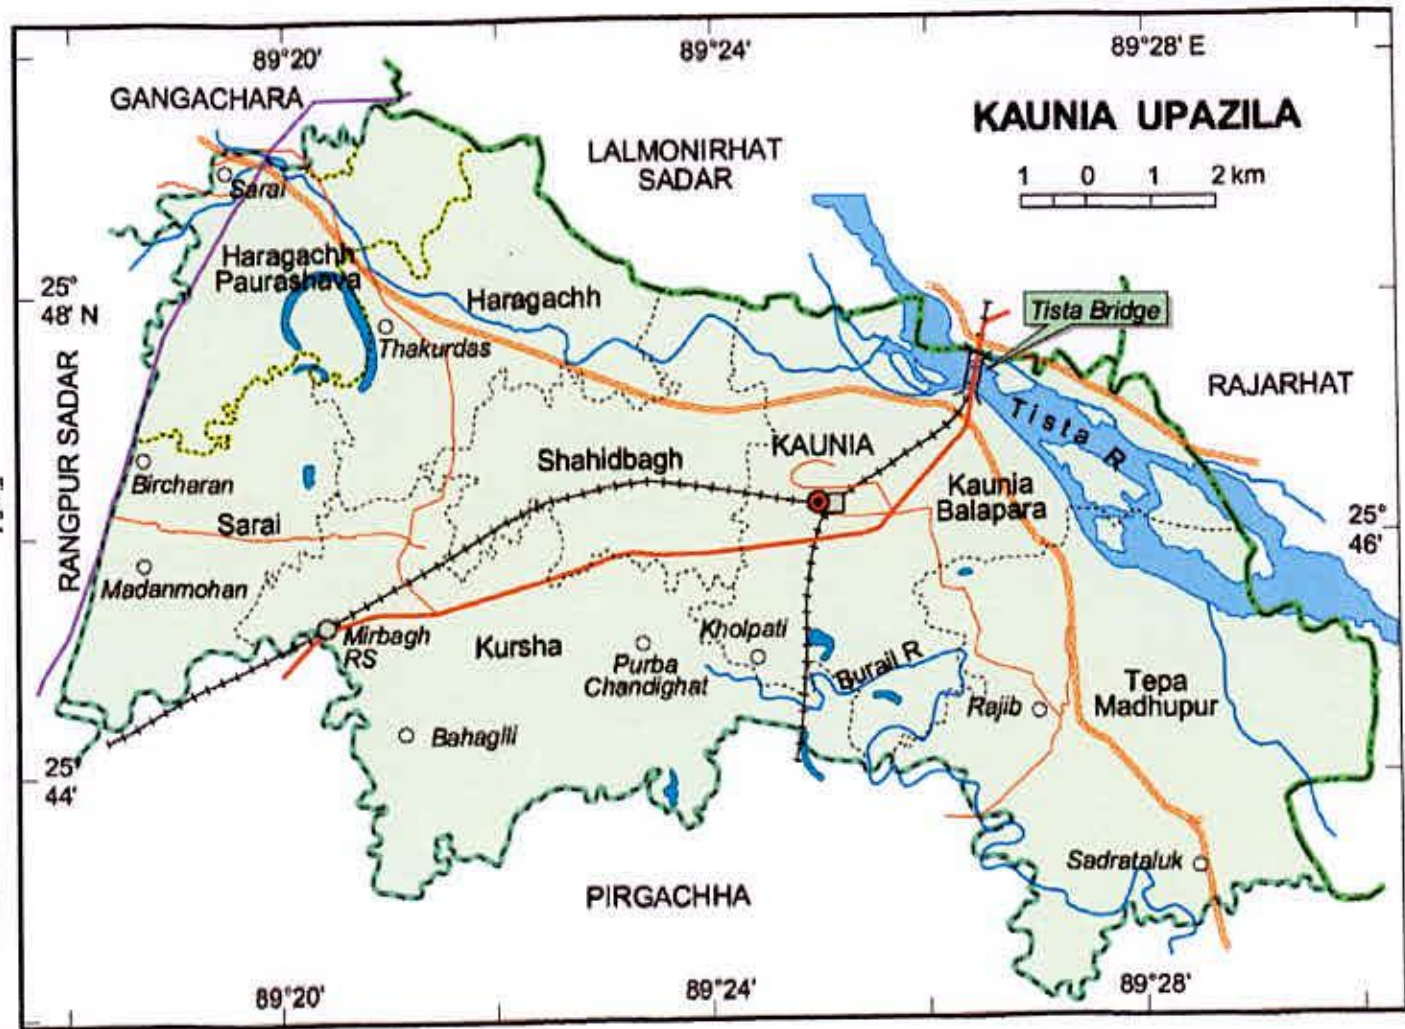 89°20'
89°24'
89°28' E
GANGACHARA
KAUNIA UPAZILA
LALMONIRHAT
SADAR
1 0 1 2 km
Sarai
Haragachh
Paurashava
25°
48' N
Haragachh
Tista Bridge
Thakurdas
RAJARHAT
RANGPUR SADAR
Tista R
KAUNIA
Shahidbagh
Bircharan
Kaunia
Balapara
Sarai
25°
46'
Madanmohan
Mirbagh
RS
Kursha
Kholpati
Purba
Chandighat
Burail R
Tepa
Madhupur
Rajib
Bahagili
25°
44'
Sadrataluk
PIRGACHHA
89°20'
89°24'
89°28'